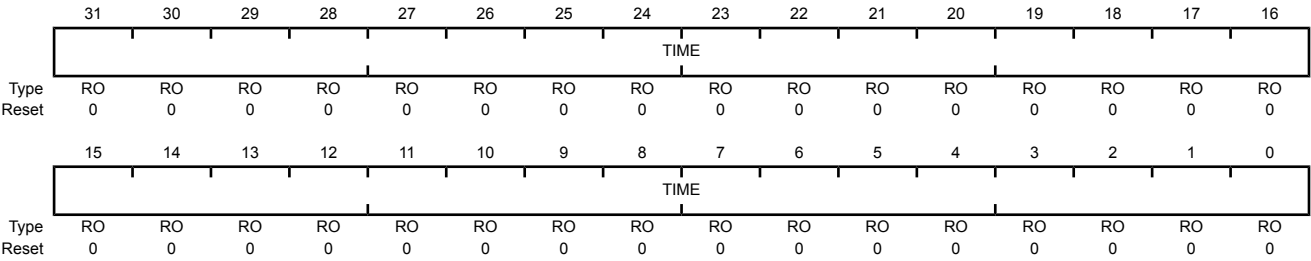 31 30 29 28 27 26 25 24 23 22 21 20 19 18 17 16
TIME
Type RO RO RO RO RO RO RO RO RO RO RO RO RO RO RO RO
Reset 0 0 0 0 0 0 0 0 0 0 0 0 0 0 0 0
15 14 13 12 11 10 9 8 7 6 5 4 3 2 1 0
TIME
Type RO RO RO RO RO RO RO RO RO RO RO RO RO RO RO RO
Reset 0 0 0 0 0 0 0 0 0 0 0 0 0 0 0 0